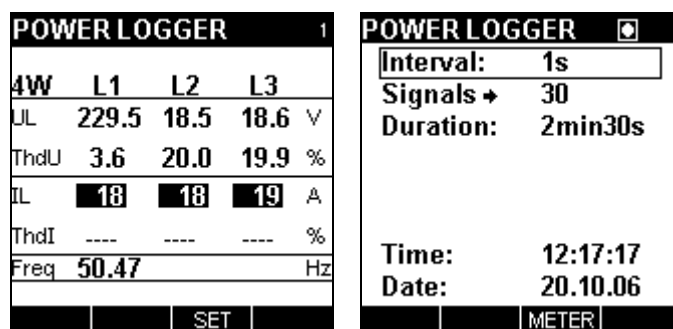 POWER LOGGER 1
4W L1 L2 L3
UL 229.5 18.5 18.6 V
ThdU 3.6 20.0 19.9 %
IL 18 18 19 A
ThdI ---- ---- ---- %
Freq 50.47 Hz
SET
POWER LOGGER
Interval: 1s
Signals → 30
Duration: 2min30s
Time: 12:17:17
Date: 20.10.06
METER